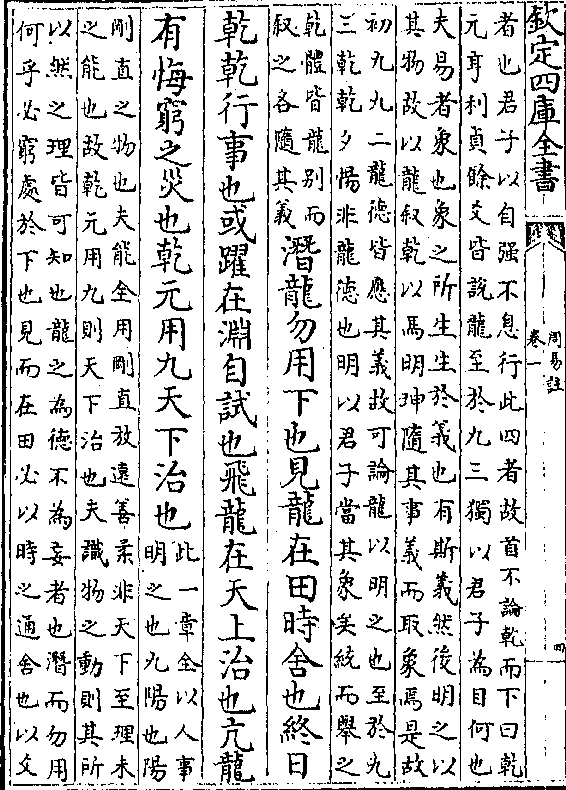 欽定四庫全書
周易註
卷一
四
者也君子以自强不息行此四者故首不論乾而下曰乾
元亨利貞餘爻皆說龍至於九三獨以君子為目何也
夫易者象也象之所生生於義也有斯義然後明之以
其物故以龍叙乾以馬明坤隨其事義而取象焉是故
初九九二龍德皆應其義故可論龍以明之也至於九
三乾乾夕惕非龍德也明以君子當其象矣統而舉之
乾體皆龍別而
叙之各隨其義
潛龍勿用下也見龍在田時舍也終日
乾乾行事也或躍在淵自試也飛龍在天上治也亢龍
有悔窮之災也乾元用九天下治也
此一章全以人事
明之也九陽也陽
剛直之物也夫能全用剛直放遠善柔非天下至理未
之能也故乾元用九則天下治也夫識物之動則其所
以然之理皆可知也龍之為德不為妄者也潛而勿用
何乎必窮處於下也見而在田必以時之通舍也以爻